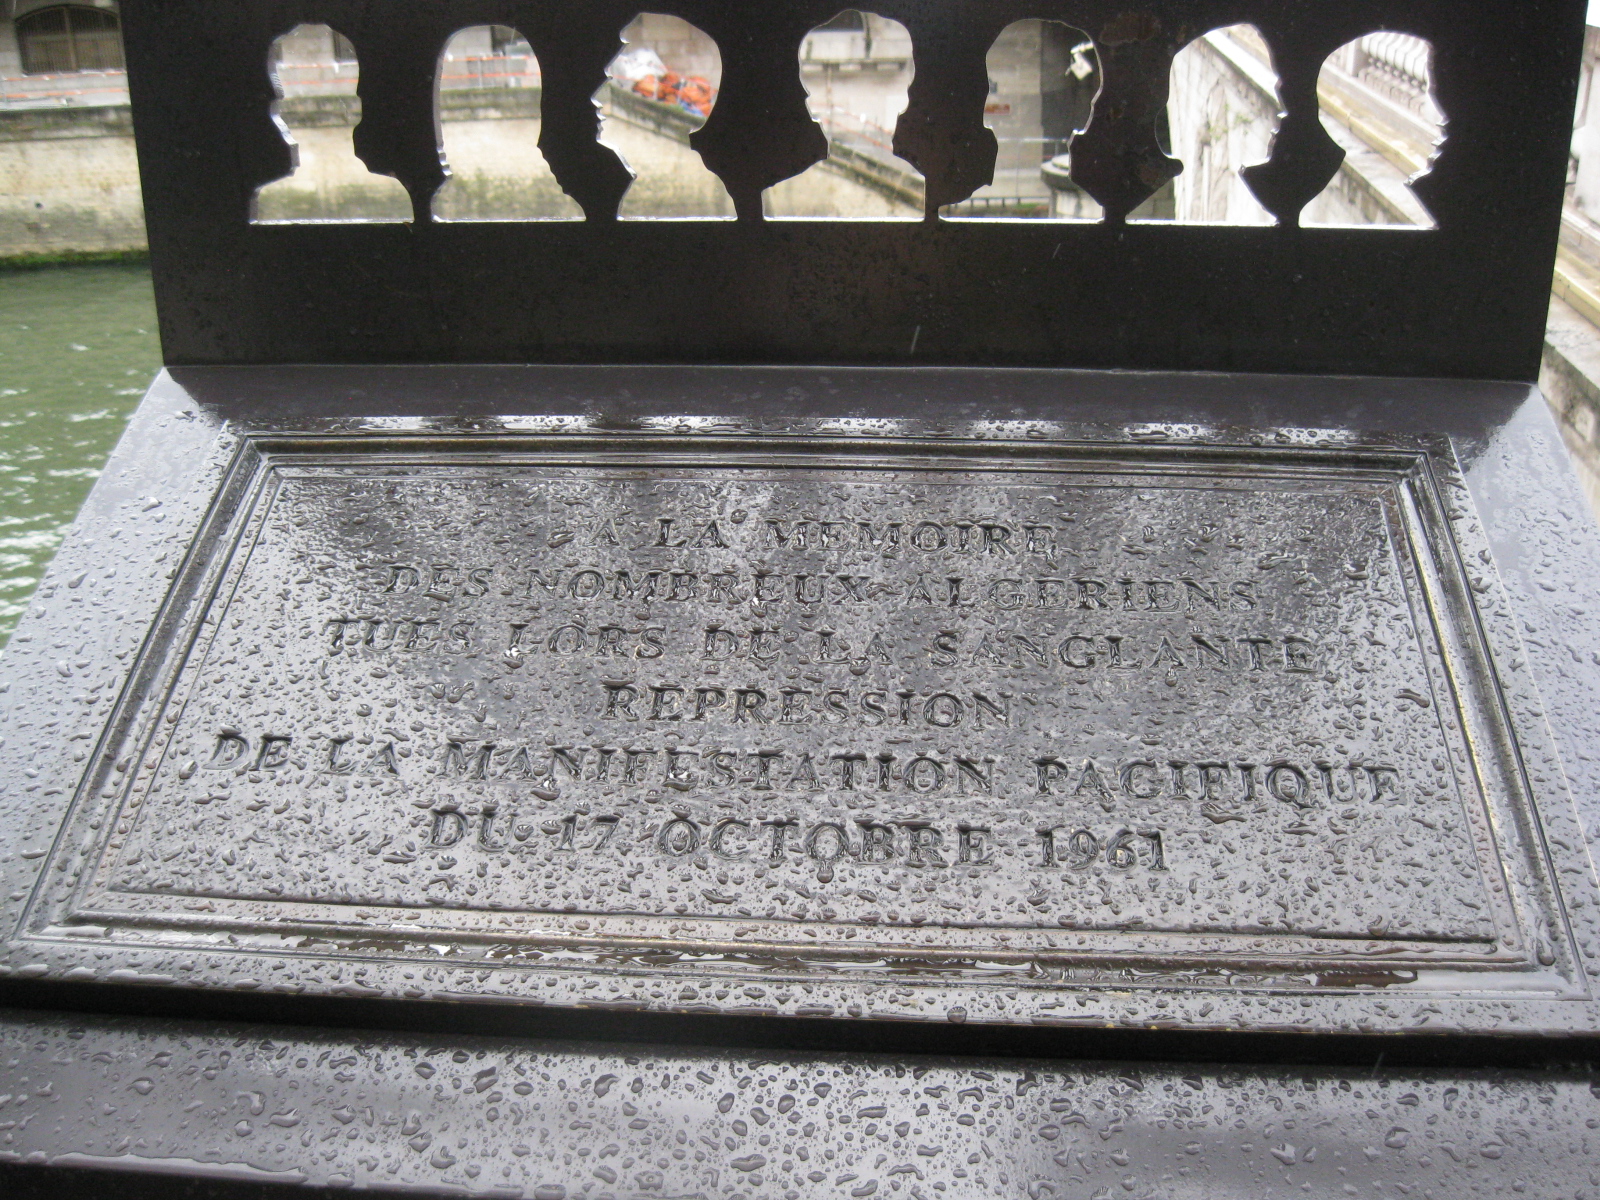 A LA MEMOIRE
DES NOMBREUX ALGERIENS
TUES LORS DE LA SANGLANTE
REPRESSION
DE LA MANIFESTATION PACIFIQUE
DU 17 OCTOBRE 1961